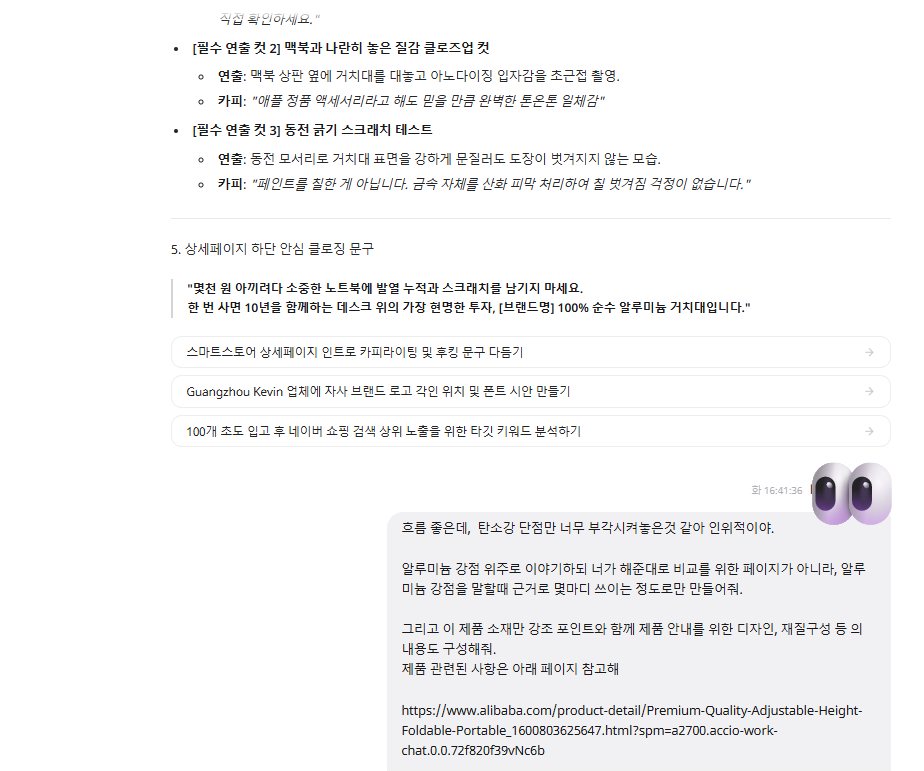 직접 확인하세요."
[필수 연출 컷 2] 맥북과 나란히 놓은 질감 클로즈업 컷
연출: 맥북 상판 옆에 거치대를 대놓고 아노다이징 입자감을 초근접 촬영.
카피: "애플 정품 액세서리라고 해도 믿을 만큼 완벽한 톤온톤 일체감"
[필수 연출 컷 3] 동전 긁기 스크래치 테스트
연출: 동전 모서리로 거치대 표면을 강하게 문질러도 도장이 벗겨지지 않는 모습.
카피: "페인트를 칠한 게 아닙니다. 금속 자체를 산화 피막 처리하여 칠 벗겨짐 걱정이 없습니다."
5. 상세페이지 하단 안심 클로징 문구
"몇천 원 아끼려다 소중한 노트북에 발열 누적과 스크래치를 남기지 마세요.
한 번 사면 10년을 함께하는 데스크 위의 가장 현명한 투자, [브랜드명] 100% 순수 알루미늄 거치대입니다."
스마트스토어 상세페이지 인트로 카피라이팅 및 후킹 문구 다듬기
Guangzhou Kevin 업체에 자사 브랜드 로고 각인 위치 및 폰트 시안 만들기
100개 초도 입고 후 네이버 쇼핑 검색 상위 노출을 위한 타깃 키워드 분석하기
화 16:41:36
흐름 좋은데, 탄소강 단점만 너무 부각시켜놓은것 같아 인위적이야.
알루미늄 강점 위주로 이야기하되 너가 해준대로 비교를 위한 페이지가 아니라, 알루
미늄 강점을 말할때 근거로 몇마디 쓰이는 정도로만 만들어줘.
그리고 이 제품 소재만 강조 포인트와 함께 제품 안내를 위한 디자인, 재질구성 등 의
내용도 구성해줘.
제품 관련된 사항은 아래 페이지 참고해
https://www.alibaba.com/product-detail/Premium-Quality-Adjustable-Height-
Foldable-Portable_1600803625647.html?spm=a2700.accio-work-
chat.0.0.72f820f39vNc6b